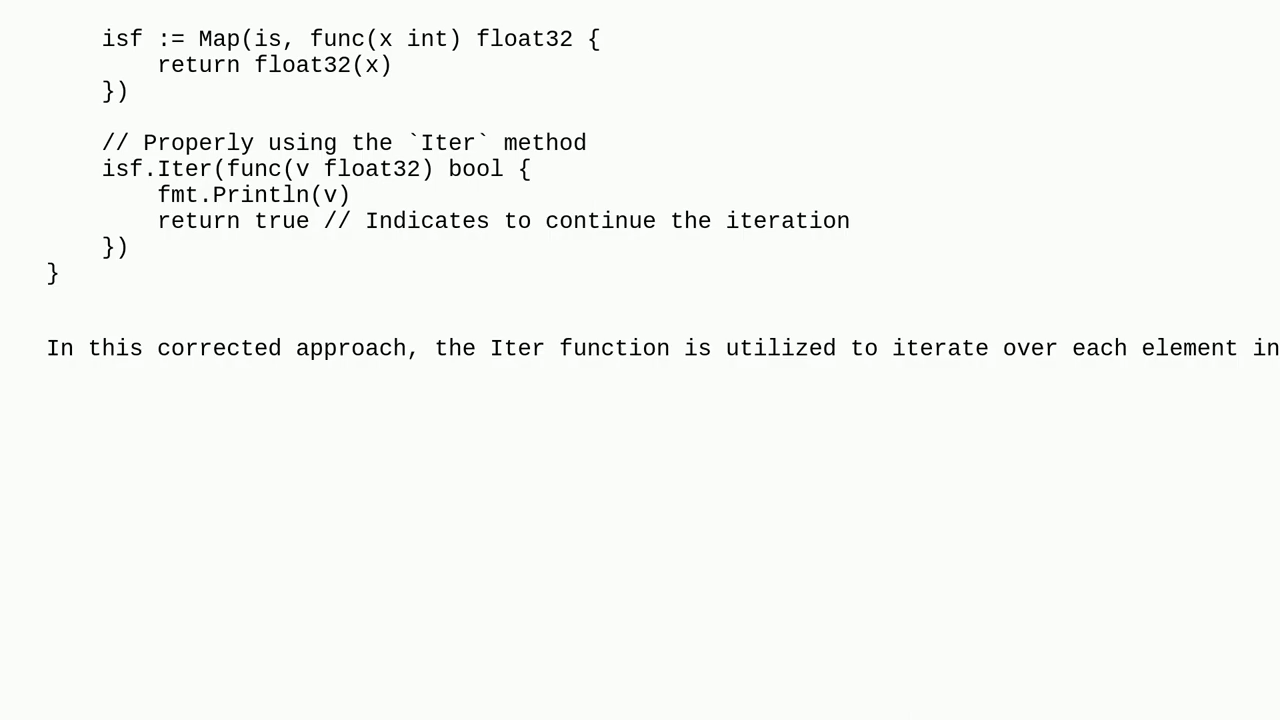 isf := Map(is, func(x int) float32 {
return float32(x)
})
// Properly using the `Iter` method
isf.Iter(func(v float32) bool {
fmt.Println(v)
return true // Indicates to continue the iteration
})
}
In this corrected approach, the Iter function is utilized to iterate over each element in